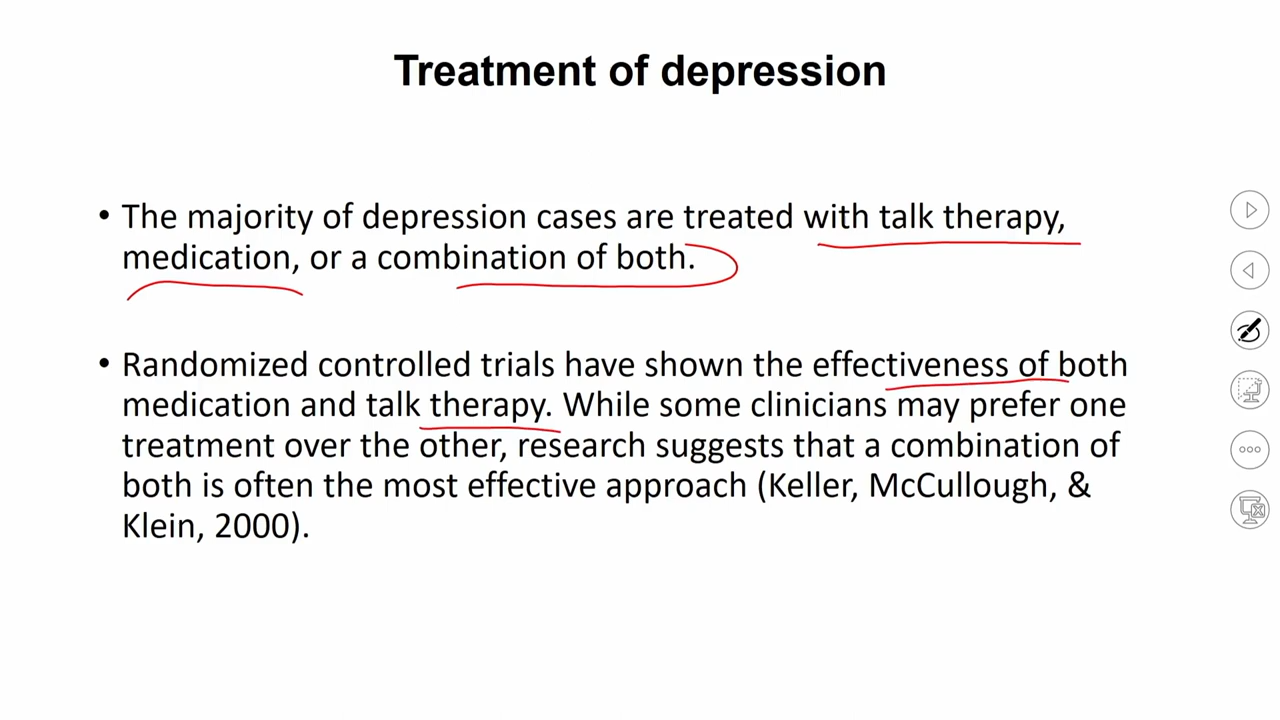 Treatment of depression
• The majority of depression cases are treated with talk therapy,
medication, or a combination of both.
• Randomized controlled trials have shown the effectiveness of both
medication and talk therapy. While some clinicians may prefer one
treatment over the other, research suggests that a combination of
both is often the most effective approach (Keller, McCullough, &
Klein, 2000).